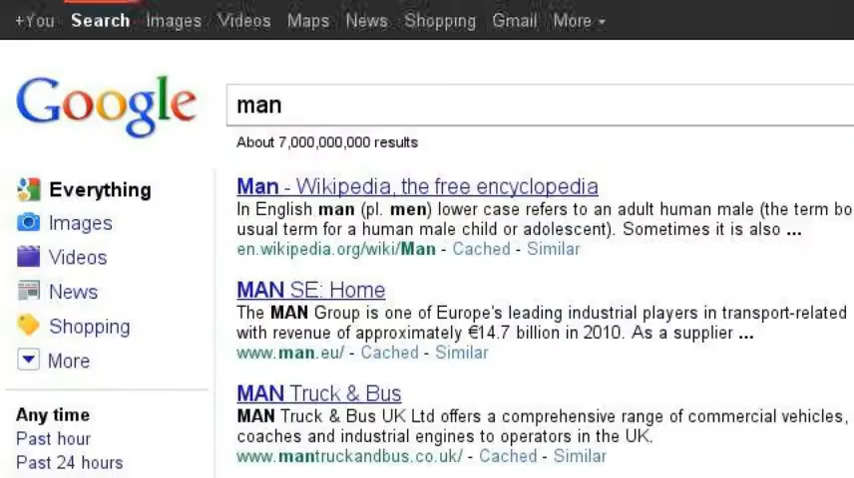 +You Search Images Videos Maps News Shopping Gmail More
Google
man
About 7,000,000,000 results
Everything
Images
Videos
News
Shopping
More
Any time
Past hour
Past 24 hours
Man - Wikipedia, the free encyclopedia
In English man (pl. men) lower case refers to an adult human male (the term bo
usual term for a human male child or adolescent). Sometimes it is also ...
en.wikipedia.org/wiki/Man - Cached - Similar
MAN SE: Home
The MAN Group is one of Europe's leading industrial players in transport-related
with revenue of approximately €14.7 billion in 2010. As a supplier ...
www.man.eu/ - Cached - Similar
MAN Truck & Bus
MAN Truck & Bus UK Ltd offers a comprehensive range of commercial vehicles,
coaches and industrial engines to operators in the UK.
www.mantruckandbus.co.uk/ - Cached - Similar